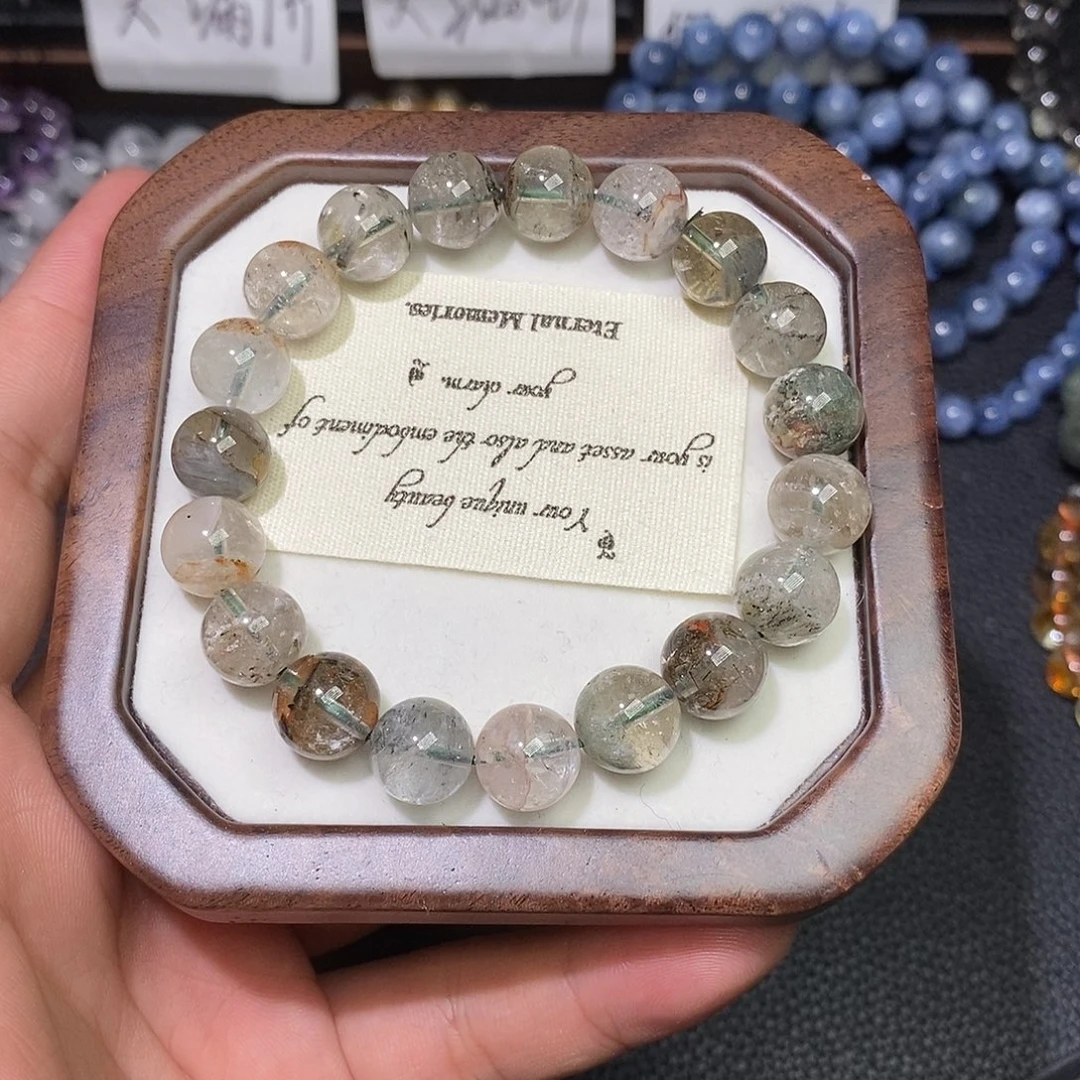 Your unique beauty
is your asset and also the embodiment of
your charm.
Eternal Memories.